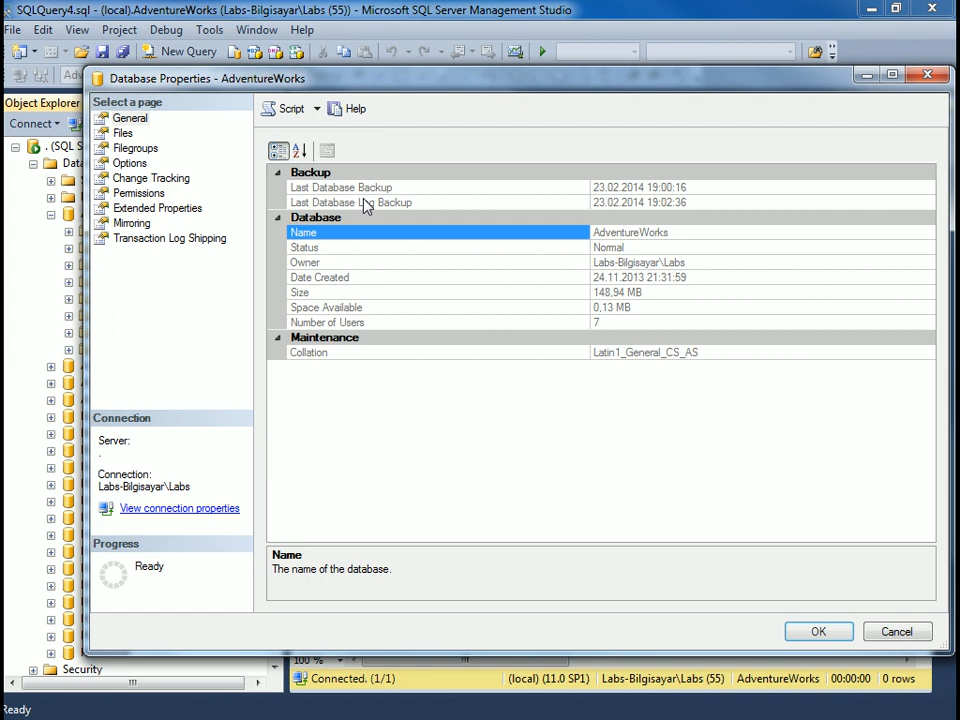 SQLQuery4.sql - (local).AdventureWorks (Labs-Bilgisayar\Labs (55)) - Microsoft SQL Server Management Studio
File Edit View Project Debug Tools Window Help
New Query
Database Properties - AdventureWorks
Object Explorer
Connect
Select a page
General
Files
Filegroups
Options
Change Tracking
Permissions
Extended Properties
Mirroring
Transaction Log Shipping
Script Help
Backup
Last Database Backup 23.02.2014 19:00:16
Last Database Log Backup 23.02.2014 19:02:36
Database
Name AdventureWorks
Status Normal
Owner Labs-Bilgisayar\Labs
Date Created 24.11.2013 21:31:59
Size 148,94 MB
Space Available 0,13 MB
Number of Users 7
Maintenance
Collation Latin1_General_CS_AS
Connection
Server:
.
Connection:
Labs-Bilgisayar\Labs
View connection properties
Progress
Ready
Name
The name of the database.
OK Cancel
Security
100 %
Connected. (1/1) (local) (11.0 SP1) Labs-Bilgisayar\Labs (55) AdventureWorks 00:00:00 0 rows
Ready